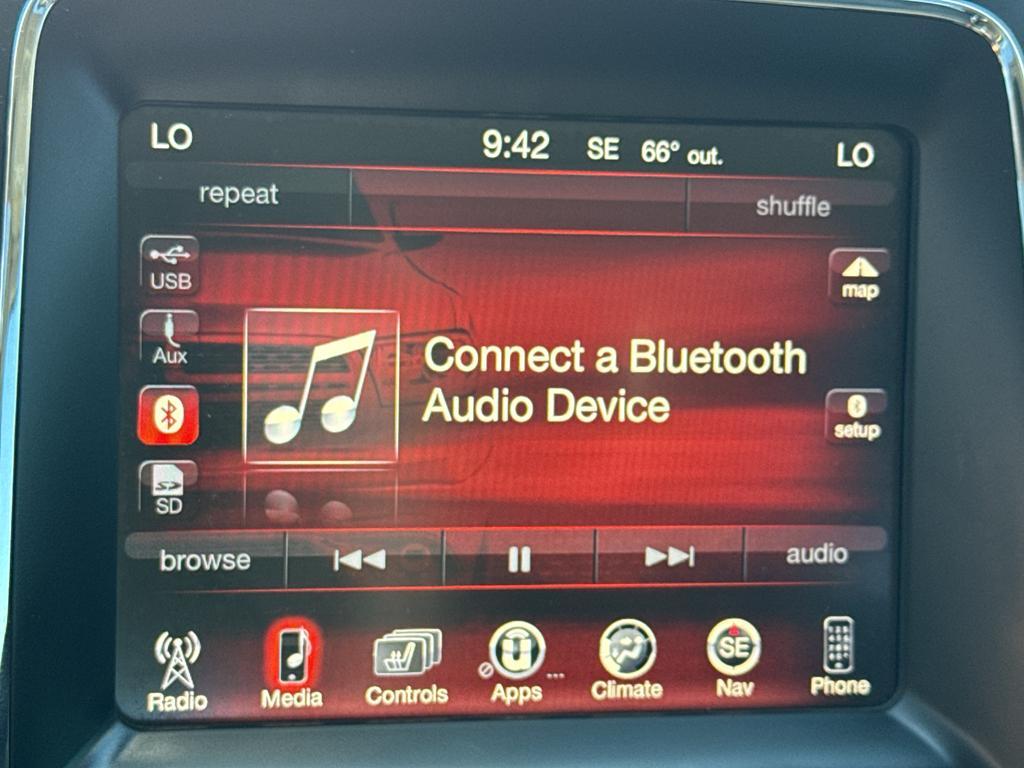 LO 9:42 SE 66° out. LO
repeat shuffle
USB
map
Aux
Connect a Bluetooth
Audio Device
setup
SD
browse audio
SE
Radio Media Controls Apps ... Climate Nav Phone